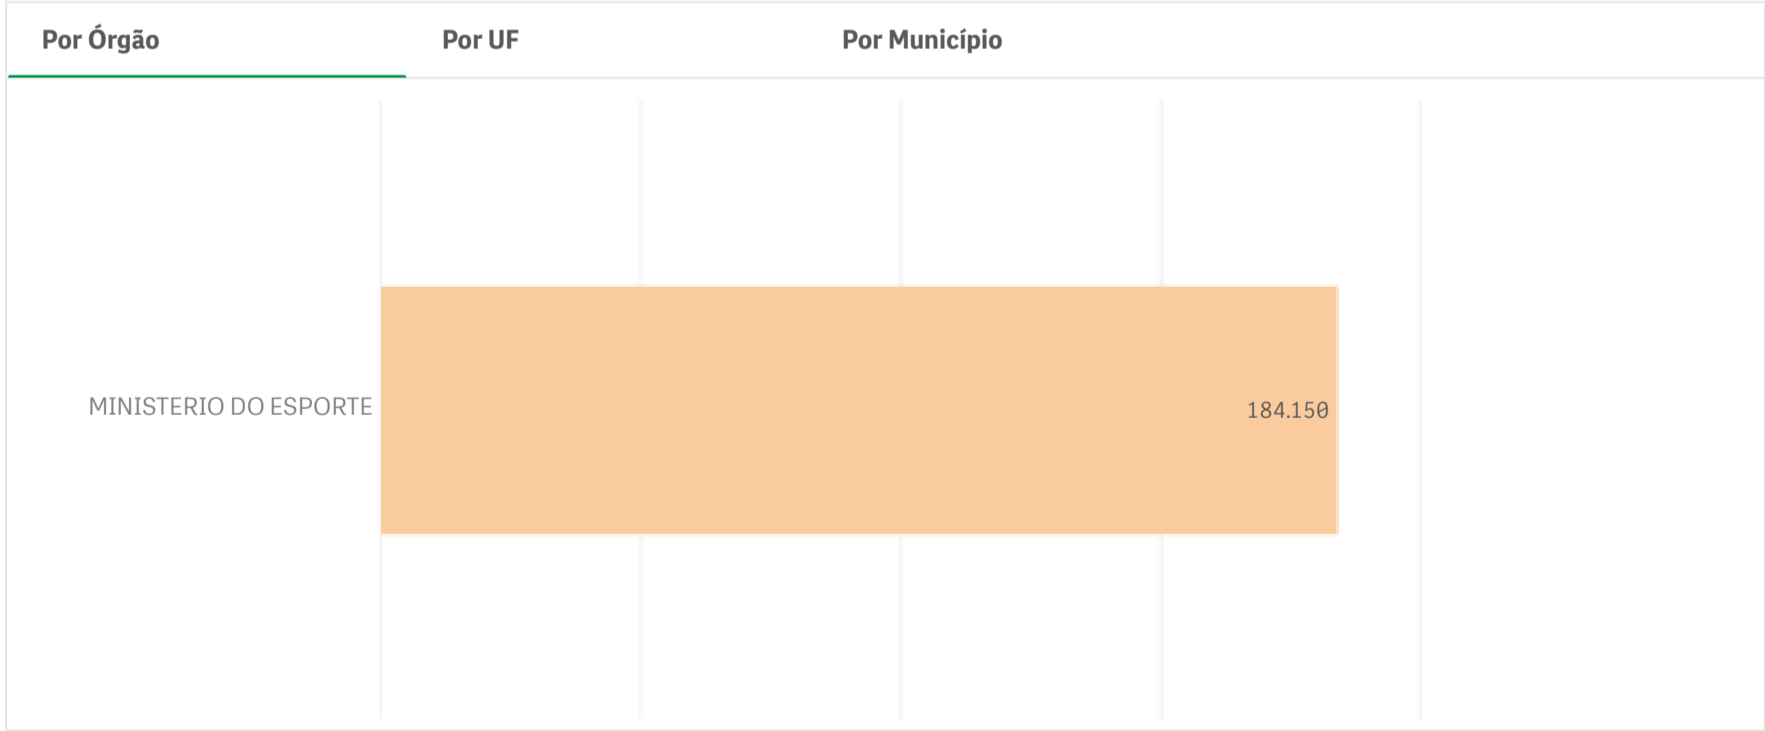 Por Órgão
Por UF
Por Município
MINISTERIO DO ESPORTE
184.150